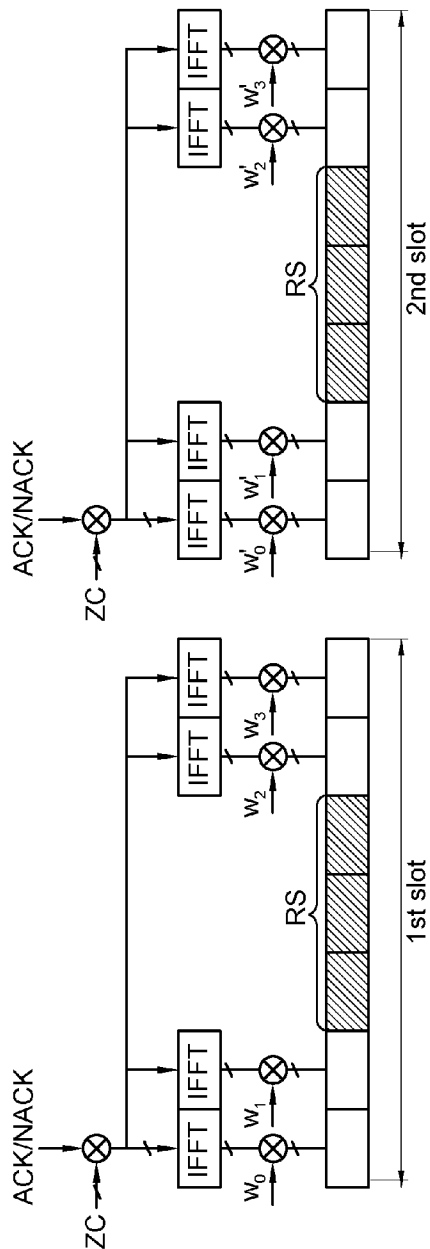 ACK/NACK
ZC
IFFT IFFT IFFT IFFT
w0 w1 w2 w3
RS
1st slot
ACK/NACK
ZC
IFFT IFFT IFFT IFFT
w'0 w'1 w'2 w'3
RS
2nd slot